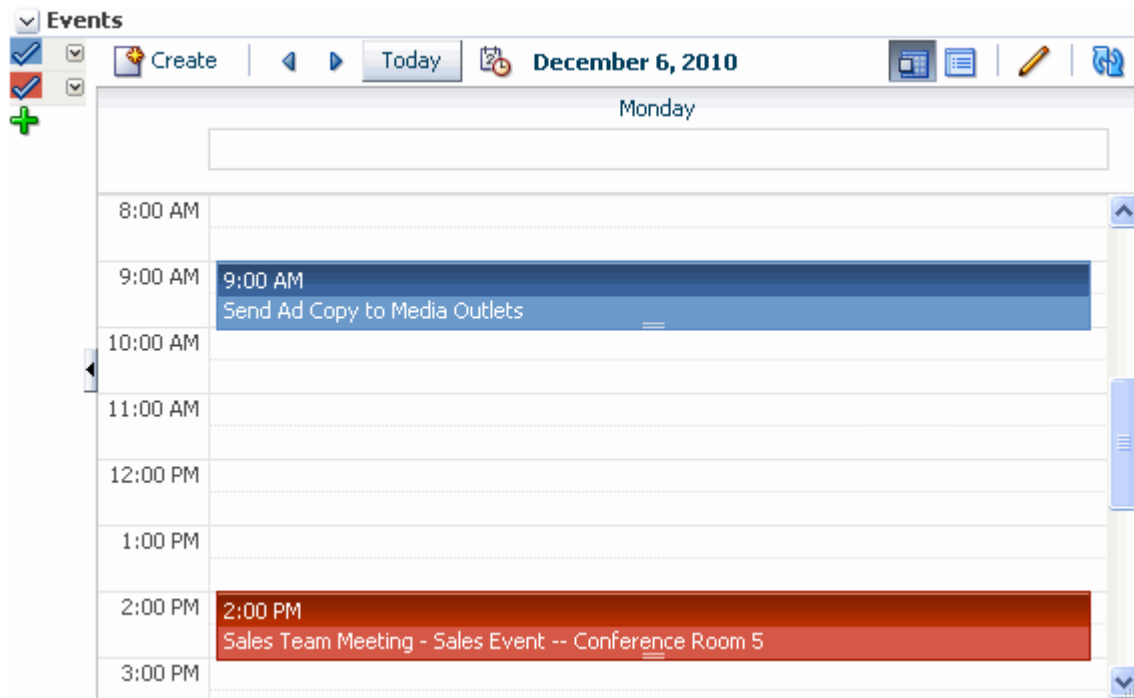 Events
Create
Today
December 6, 2010
Monday
8:00 AM
9:00 AM
9:00 AM
Send Ad Copy to Media Outlets
10:00 AM
11:00 AM
12:00 PM
1:00 PM
2:00 PM
2:00 PM
Sales Team Meeting - Sales Event -- Conference Room 5
3:00 PM